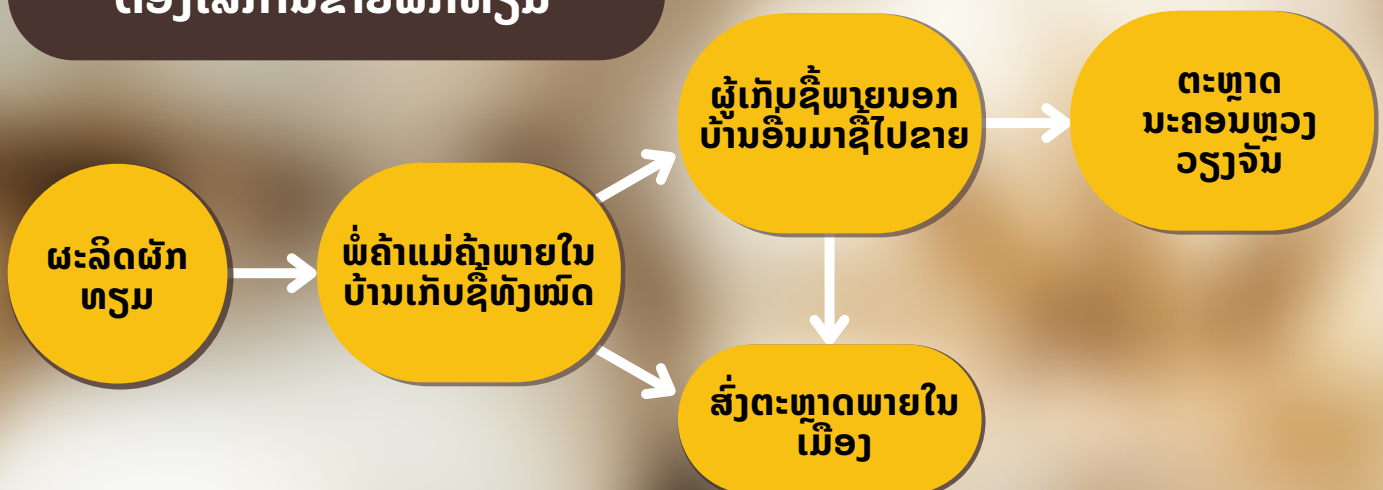 ຜະລິດຜັກ
ທຽມ
ພໍ່ຄ້າແມ່ຄ້າພາຍໃນ
ບ້ານເກັບຊື້ທັງໝົດ
ຜູ້ເກັບຊື້ພາຍນອກ
ບ້ານອື່ນມາຊື້ໄປຂາຍ
ຕະຫຼາດ
ນະຄອນຫຼວງ
ວຽງຈັນ
ສົ່ງຕະຫຼາດພາຍໃນ
ເມືອງ